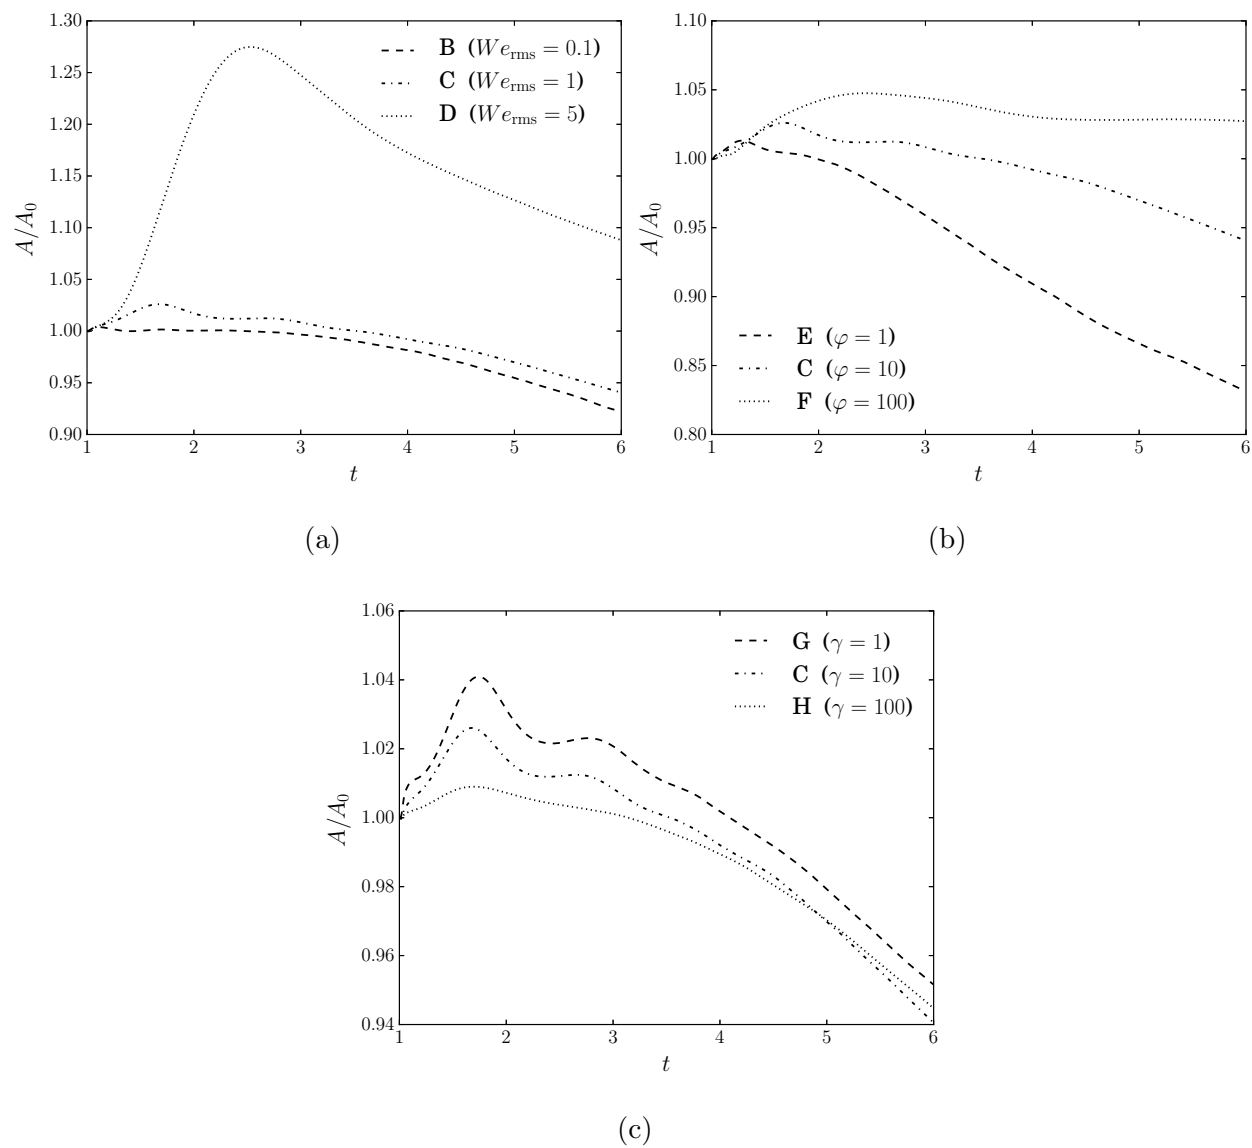 1.30
1.25
1.20
1.15
1.10
1.05
1.00
0.95
0.90
A/A₀
B (We_rms = 0.1)
C (We_rms = 1)
D (We_rms = 5)
1 2 3 4 5 6
t
(a)
1.10
1.05
1.00
0.95
0.90
0.85
0.80
A/A₀
E (φ = 1)
C (φ = 10)
F (φ = 100)
1 2 3 4 5 6
t
(b)
1.06
1.04
1.02
1.00
0.98
0.96
0.94
A/A₀
G (γ = 1)
C (γ = 10)
H (γ = 100)
1 2 3 4 5 6
t
(c)